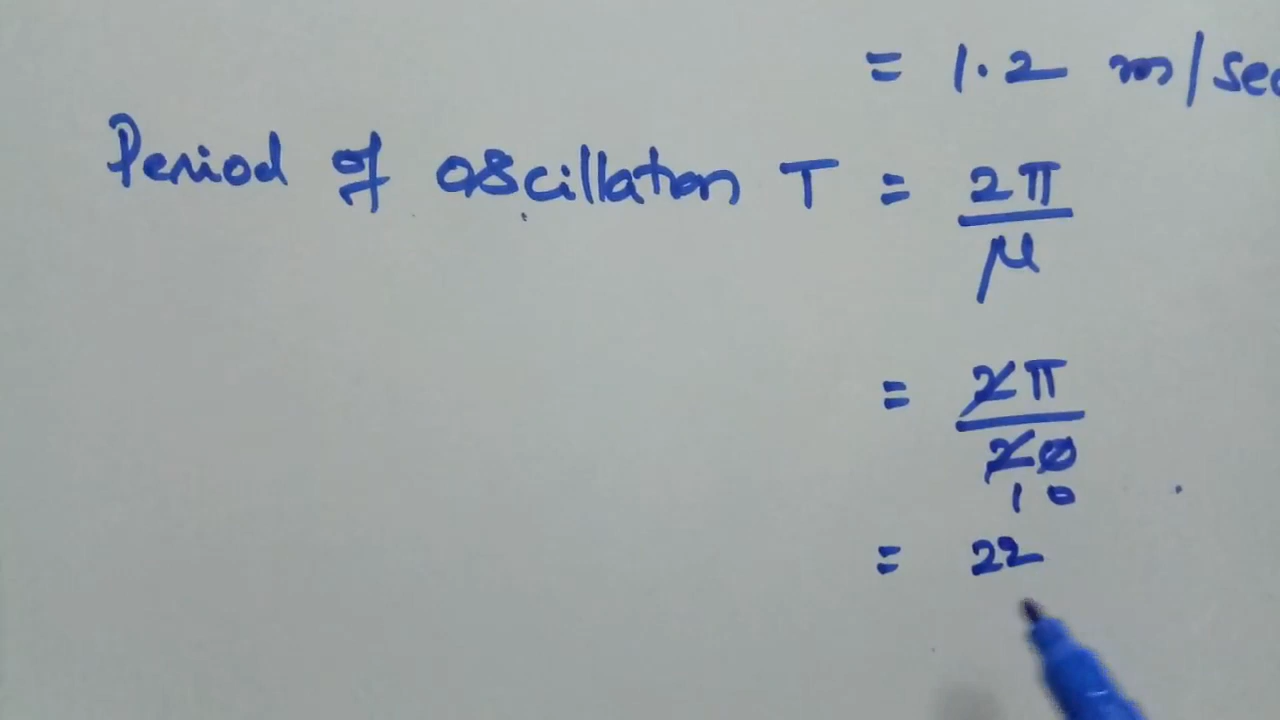 = 1.2 m/sec
Period of oscillation T = 2π
μ
= 2π
20
10
= 22